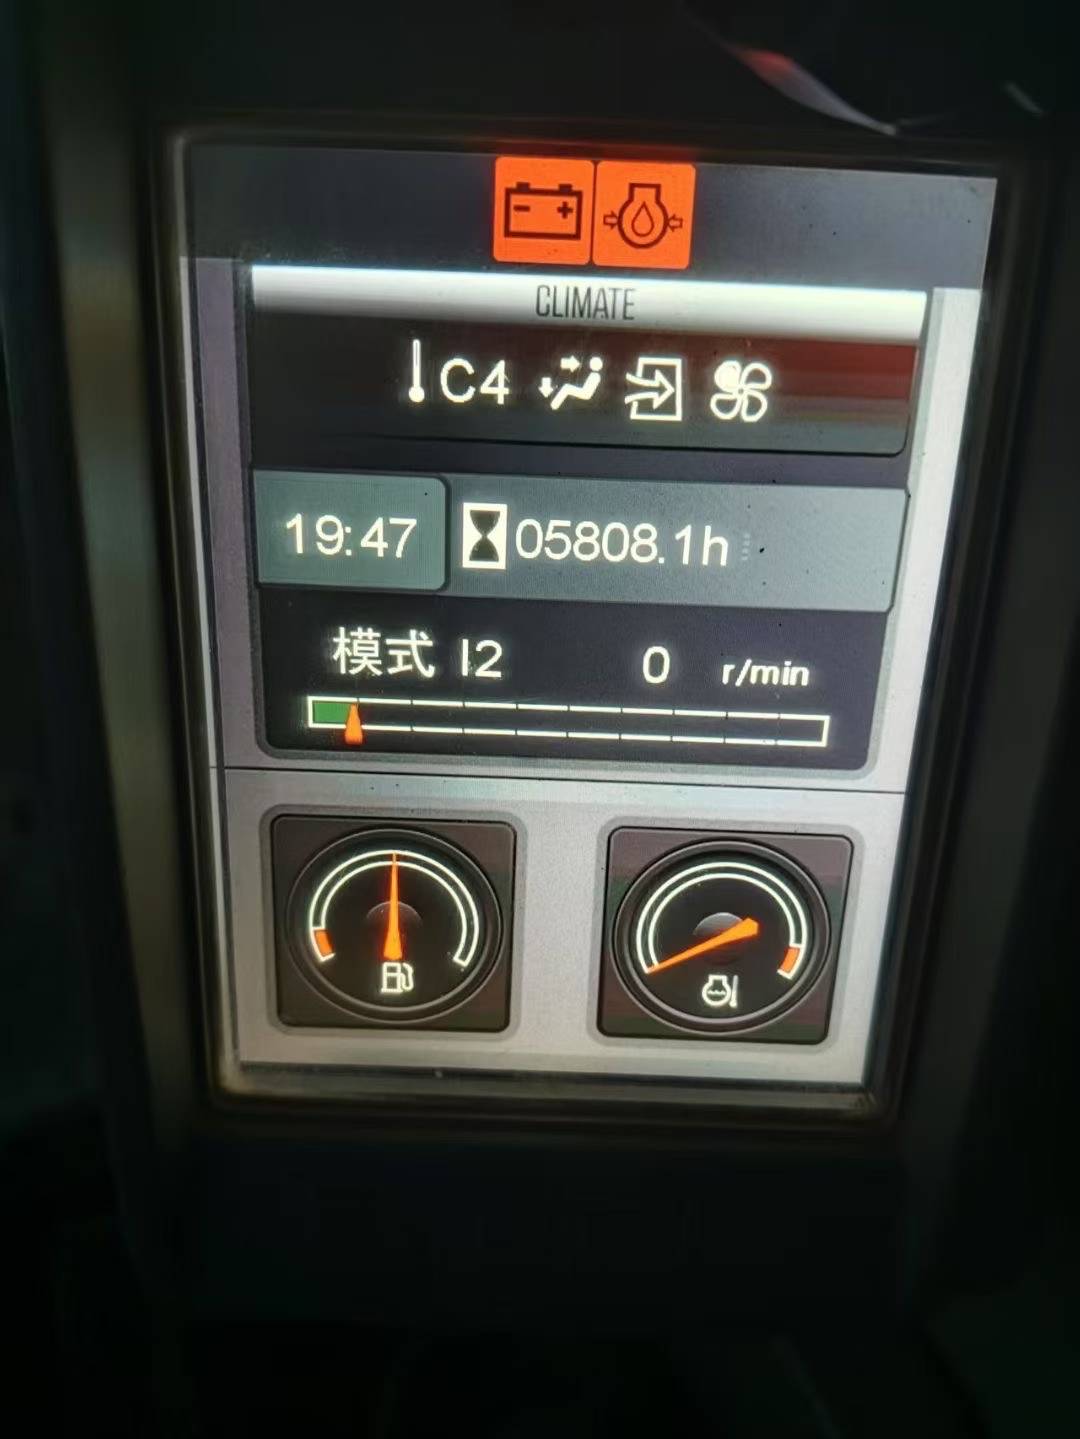 CLIMATE
C4
19:47 05808.1h
模式 I2 0 r/min